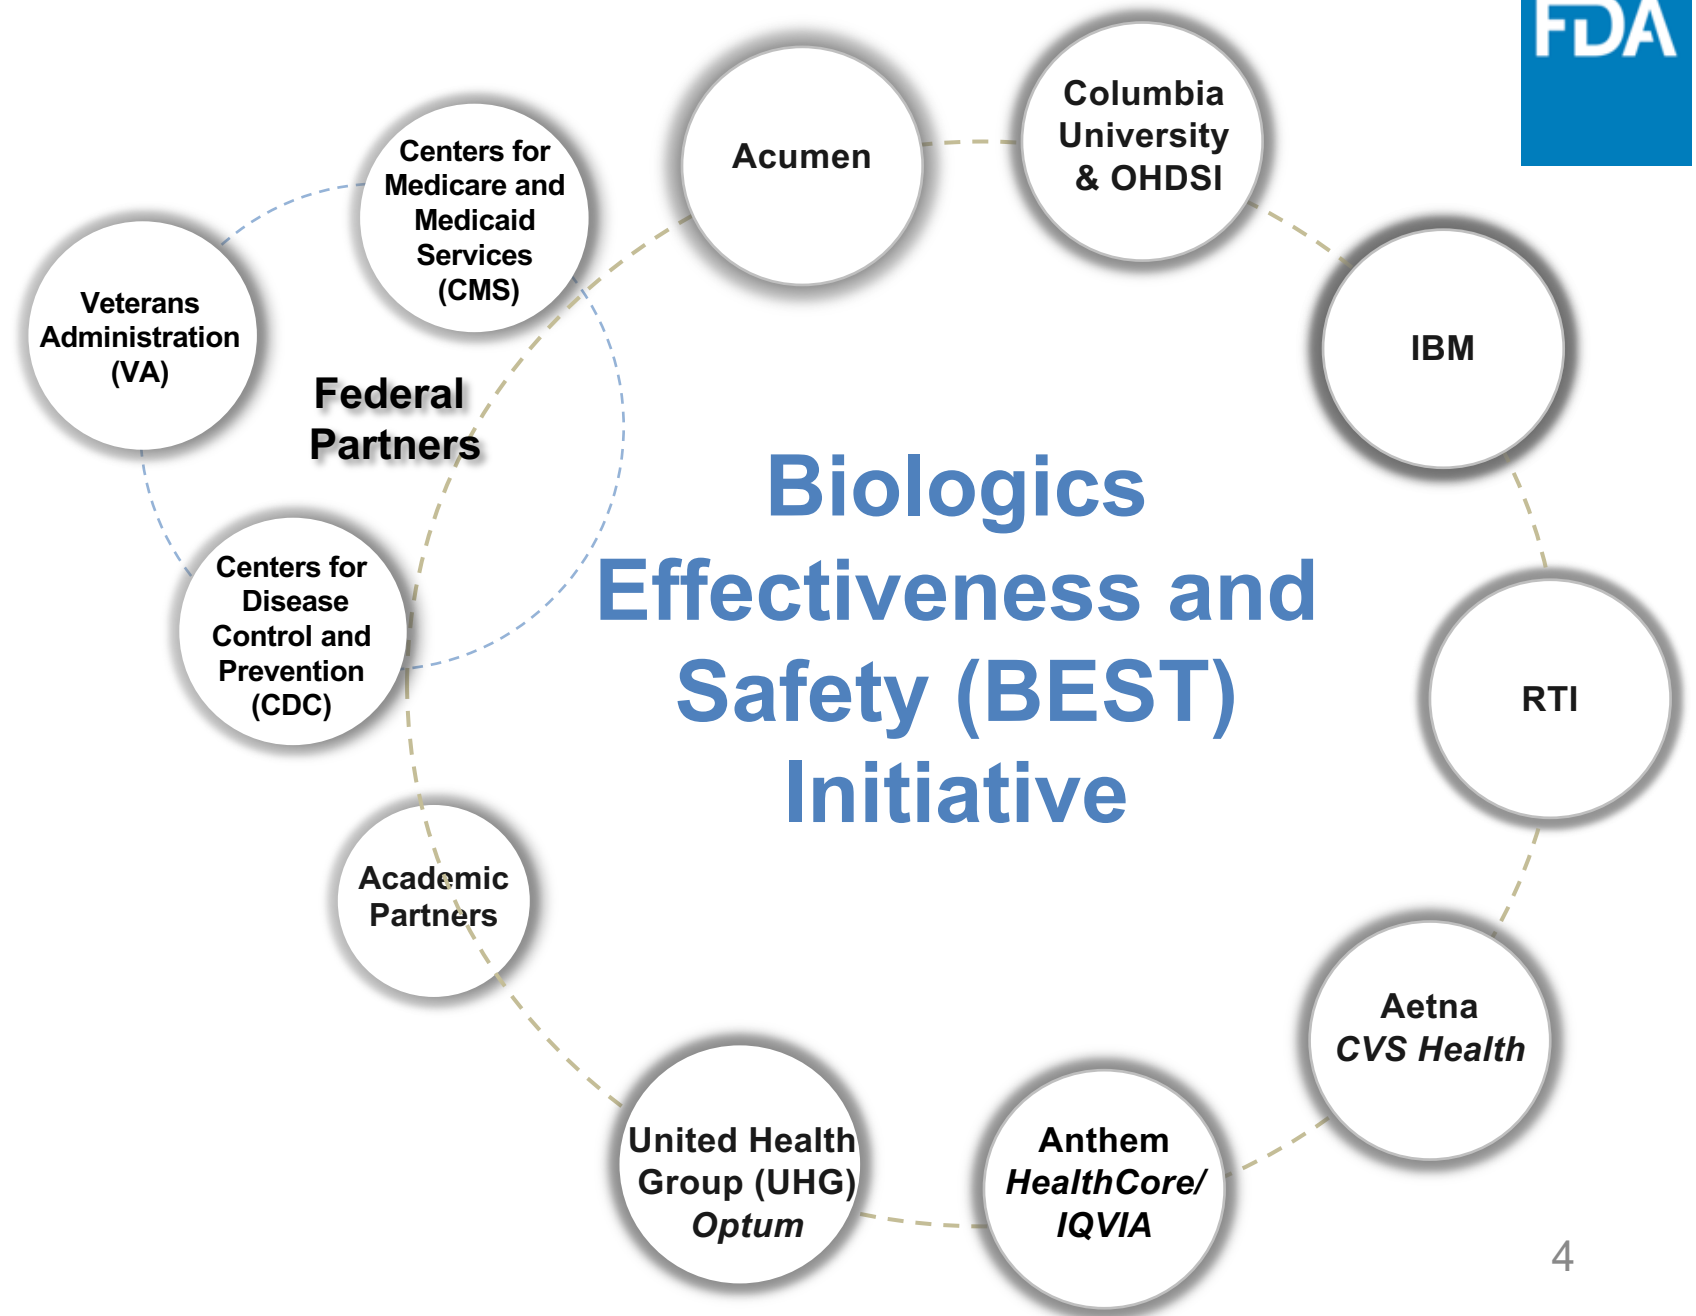 FDA
Columbia
University
& OHDSI
Acumen
Centers for
Medicare and
Medicaid
Services
(CMS)
Veterans
Administration
(VA)
IBM
Federal
Partners
Biologics
Effectiveness and
Safety (BEST)
Initiative
Centers for
Disease
Control and
Prevention
(CDC)
RTI
Academic
Partners
Aetna
CVS Health
United Health
Group (UHG)
Optum
Anthem
HealthCore/
IQVIA
4